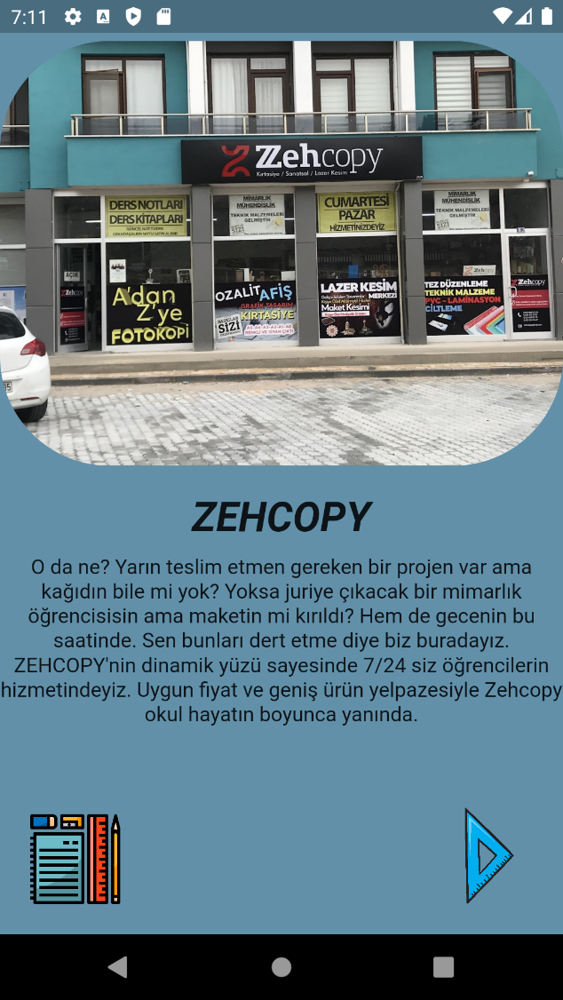 7:11
Zehcopy
Kırtasiye / Sanatsal / Lazer Kesim
DERS NOTLARI
DERS KİTAPLARI
MİMARLIK
MÜHENDİSLİK
TEKNİK MALZEMELERİ
GELMİŞTİR
CUMARTESİ
PAZAR
HİZMETİNİZDEYİZ
MİMARLIK
MÜHENDİSLİK
TEKNİK MALZEMELERİ
GELMİŞTİR
AÇIK
Zehcopy
A'dan
Z'ye
FOTOKOPİ
OZALİT AFİŞ
GRAFİK TASARIM
KIRTASİYE
SİZİ
LAZER KESİM
MERKEZİ
Maket Kesimi
TEZ DÜZENLEME
TEKNİK MALZEME
PVC - LAMİNASYON
CİLTLEME
Zehcopy
ZEHCOPY
O da ne? Yarın teslim etmen gereken bir projen var ama
kağıdın bile mi yok? Yoksa juriye çıkacak bir mimarlık
öğrencisisin ama maketin mi kırıldı? Hem de gecenin bu
saatinde. Sen bunları dert etme diye biz buradayız.
ZEHCOPY'nin dinamik yüzü sayesinde 7/24 siz öğrencilerin
hizmetindeyiz. Uygun fiyat ve geniş ürün yelpazesiyle Zehcopy
okul hayatın boyunca yanında.